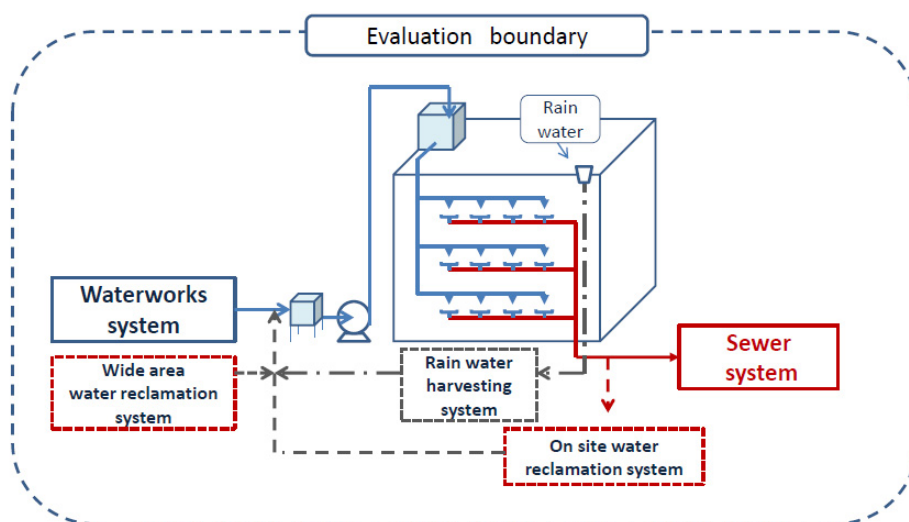 Evaluation boundary
Rain
water
Waterworks
system
Wide area
water reclamation
system
Rain water
harvesting
system
Sewer
system
On site water
reclamation system